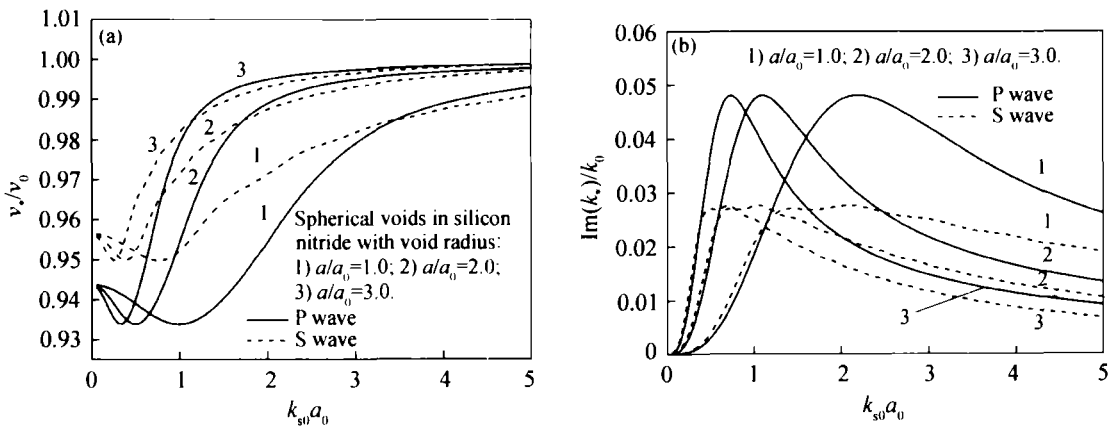 (a)
1.01
1.00
0.99
0.98
0.97
0.96
0.95
0.94
0.93
v*/v₀
3
2
1
3
2
1
Spherical voids in silicon
nitride with void radius:
1) a/a₀=1.0; 2) a/a₀=2.0;
3) a/a₀=3.0.
P wave
S wave
0 1 2 3 4 5
kₛ₀a₀
(b)
0.06
0.05
0.04
0.03
0.02
0.01
0
Im(k*)/k₀
1) a/a₀=1.0; 2) a/a₀=2.0; 3) a/a₀=3.0.
P wave
S wave
1
1
2
2
3
3
0 1 2 3 4 5
kₛ₀a₀